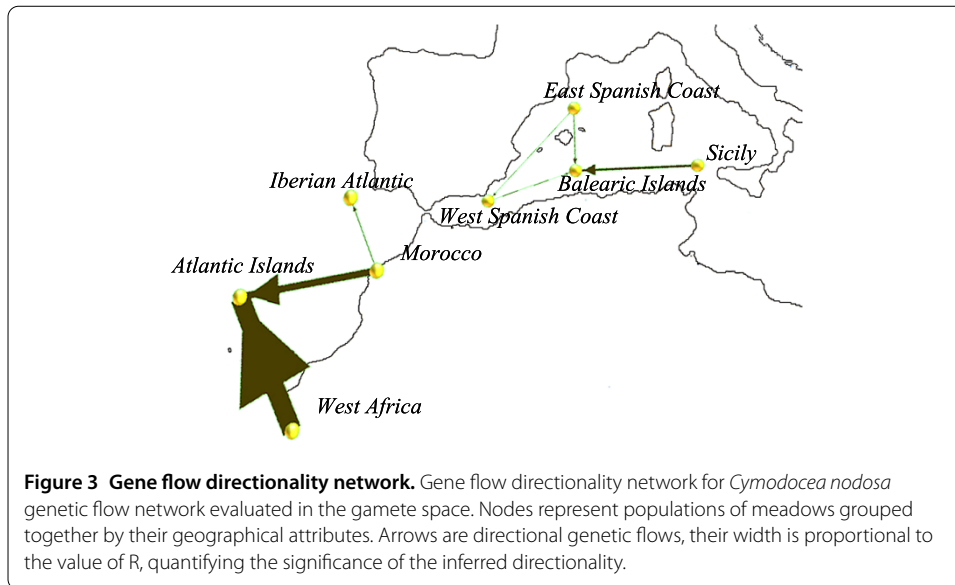 East Spanish Coast
Sicily
Iberian Atlantic
Balearic Islands
West Spanish Coast
Morocco
Atlantic Islands
West Africa
Figure 3 Gene flow directionality network. Gene flow directionality network for Cymodocea nodosa
genetic flow network evaluated in the gamete space. Nodes represent populations of meadows grouped
together by their geographical attributes. Arrows are directional genetic flows, their width is proportional to
the value of R, quantifying the significance of the inferred directionality.